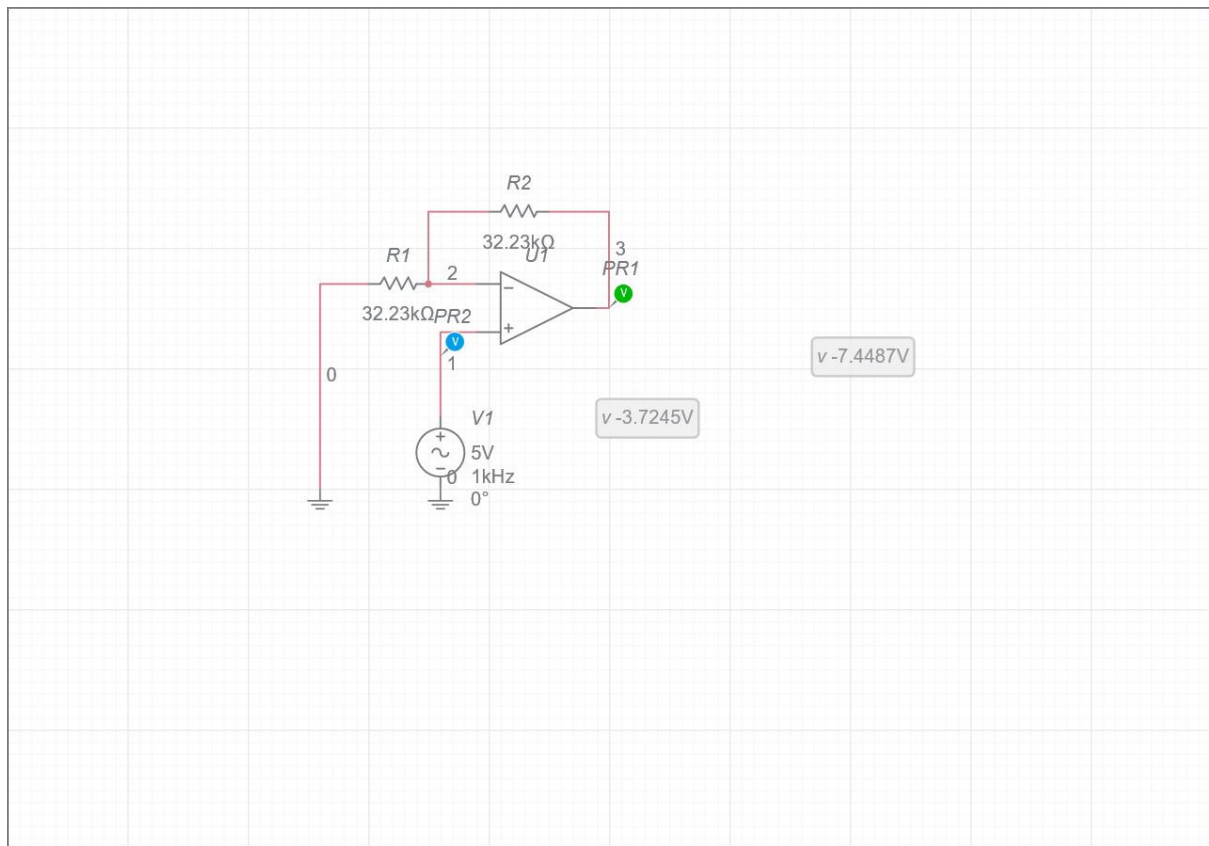 R2
32.23kΩ
U1
3
PR1
V
R1
2
32.23kΩ
PR2
V
1
0
v -7.4487V
v -3.7245V
V1
5V
0
1kHz
0°